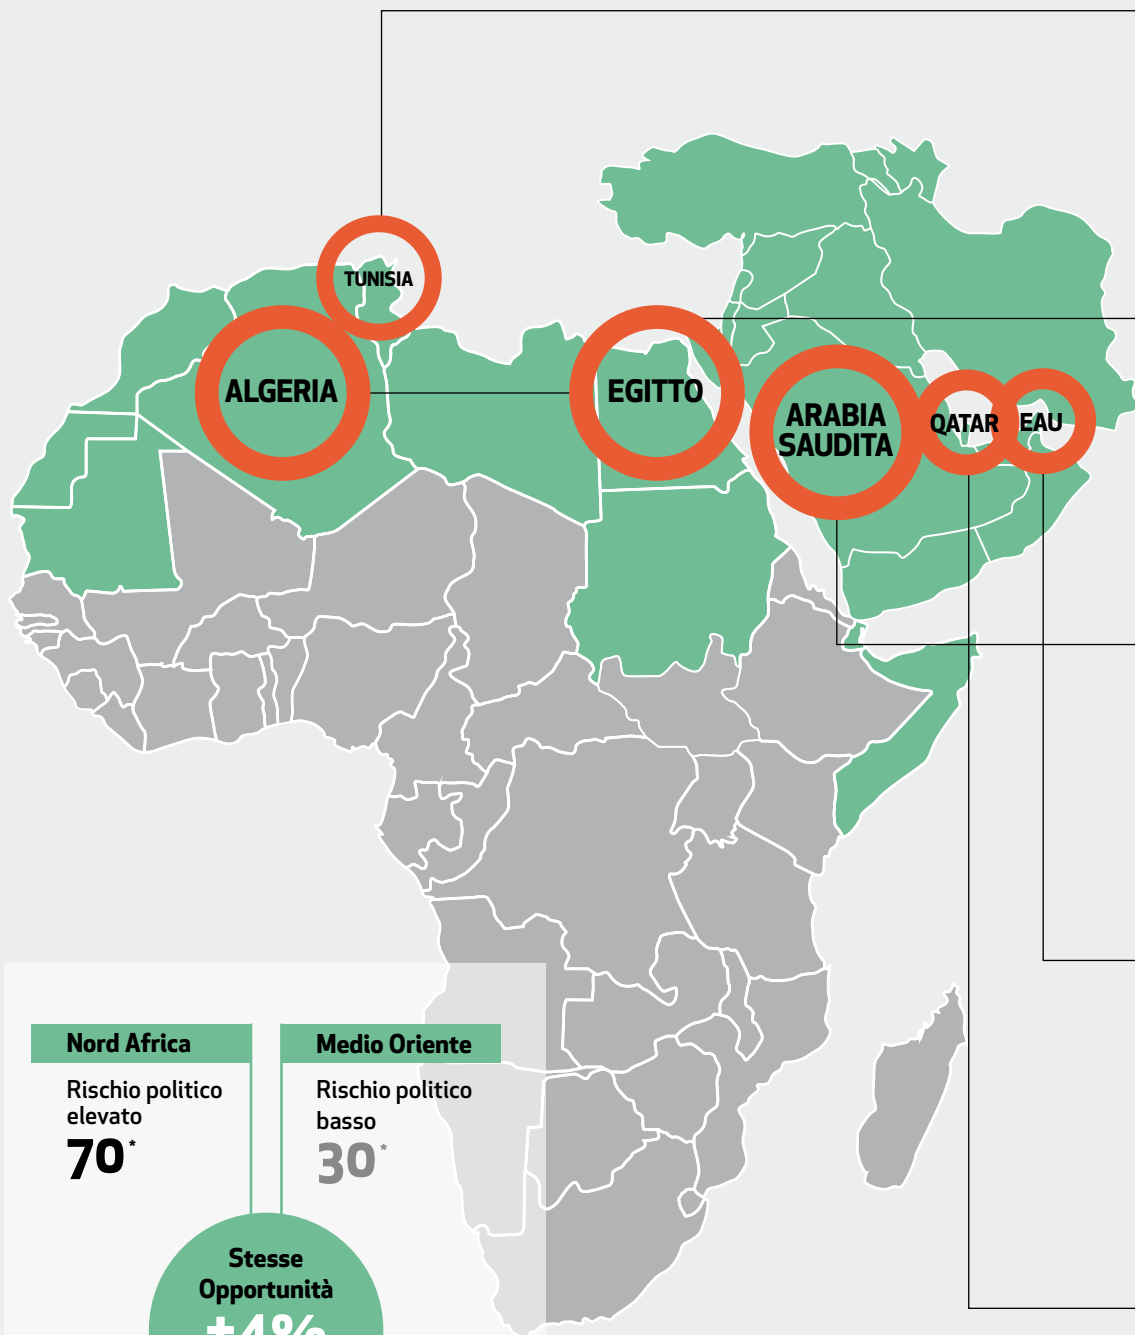 TUNISIA
ALGERIA
EGITTO
ARABIA
SAUDITA
QATAR
EAU
Nord Africa
Rischio politico
elevato
70*
Medio Oriente
Rischio politico
basso
30*
Stesse
Opportunità
+4%